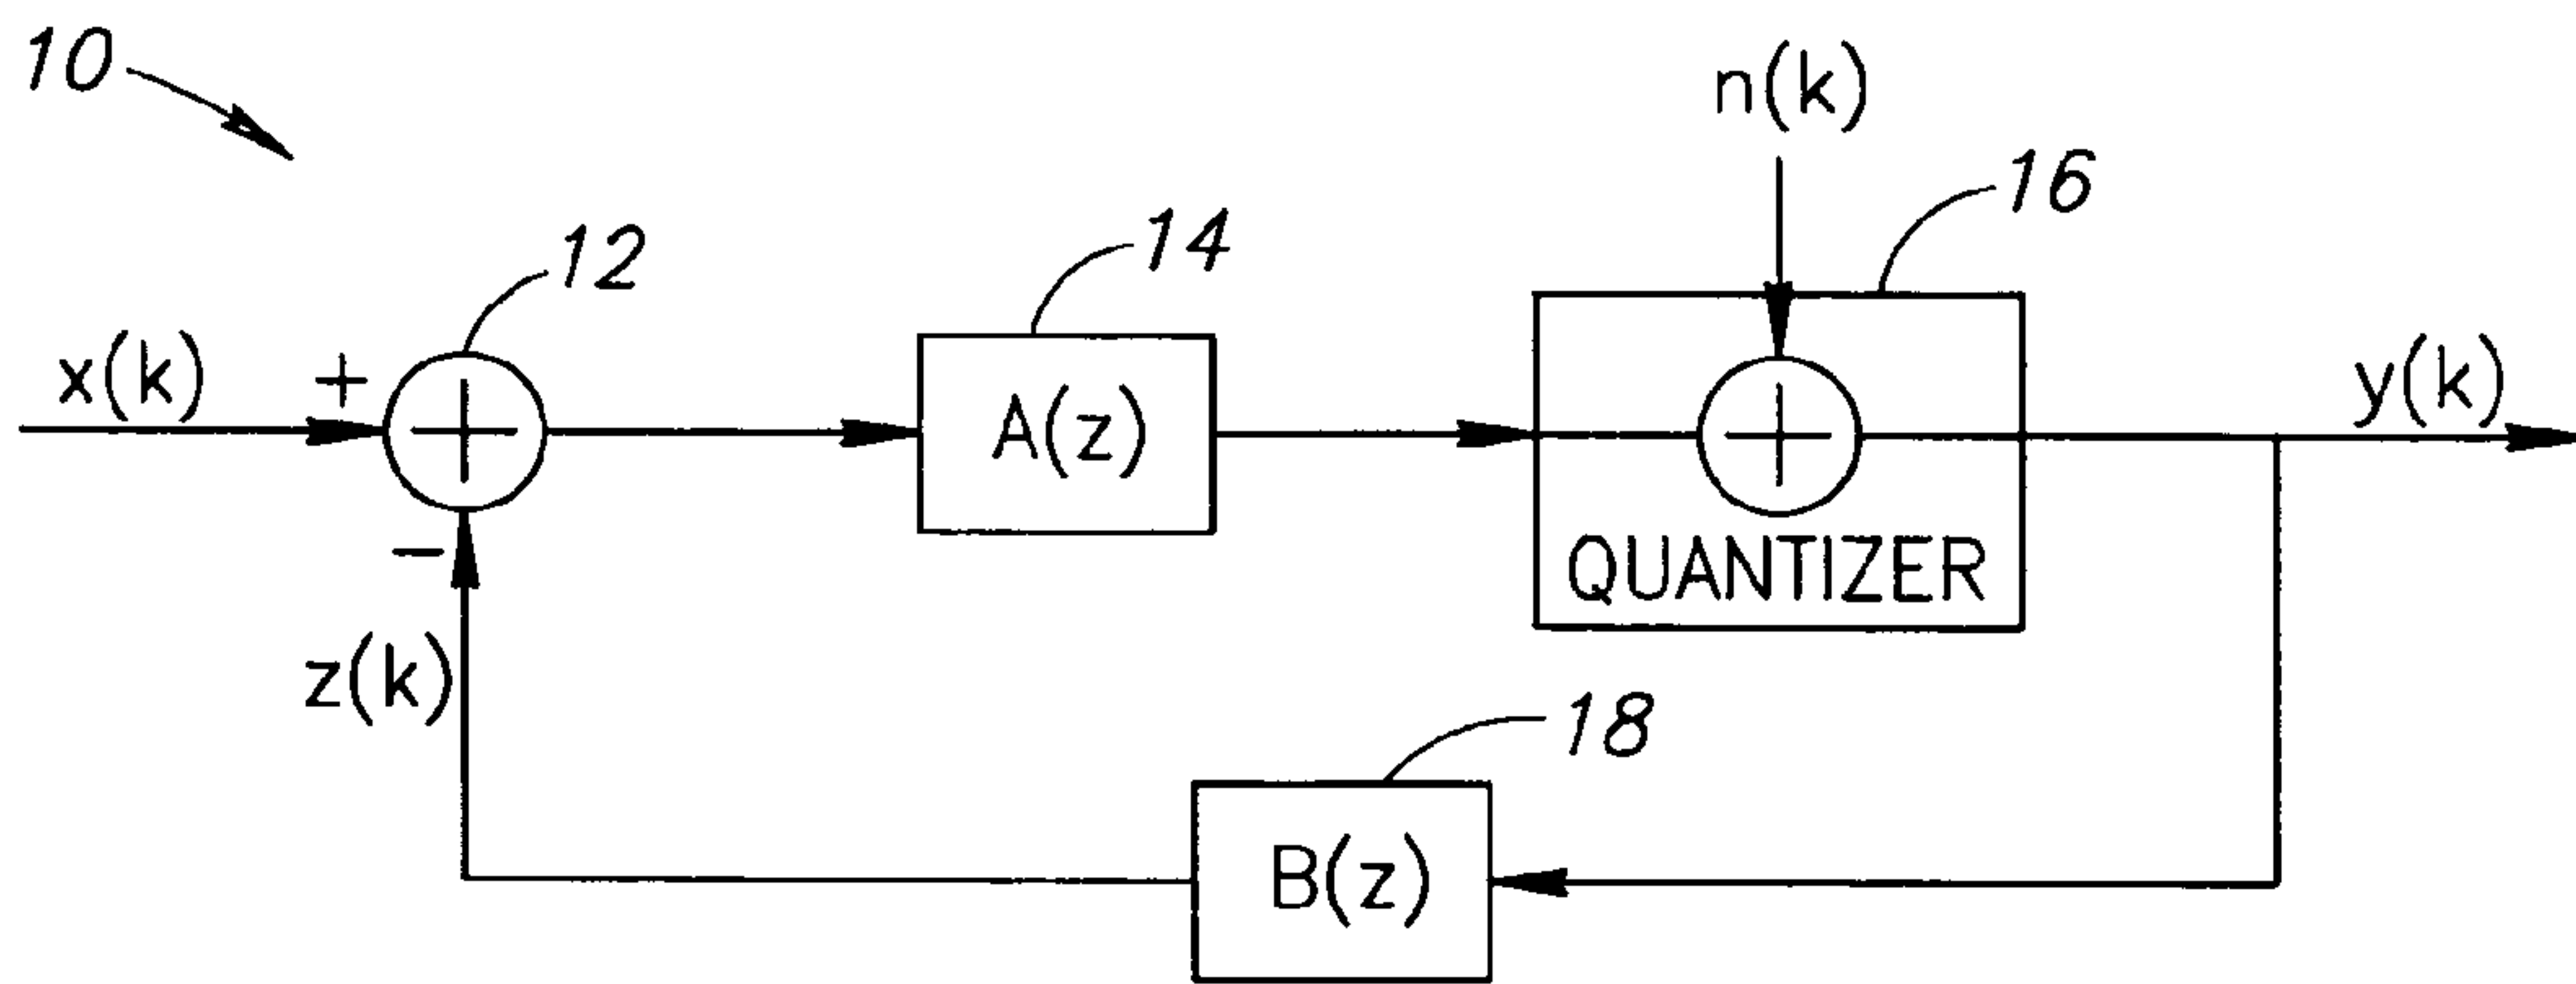 10
n(k)
16
12
14
x(k)
+
+
A(z)
+
y(k)
QUANTIZER
−
z(k)
18
B(z)